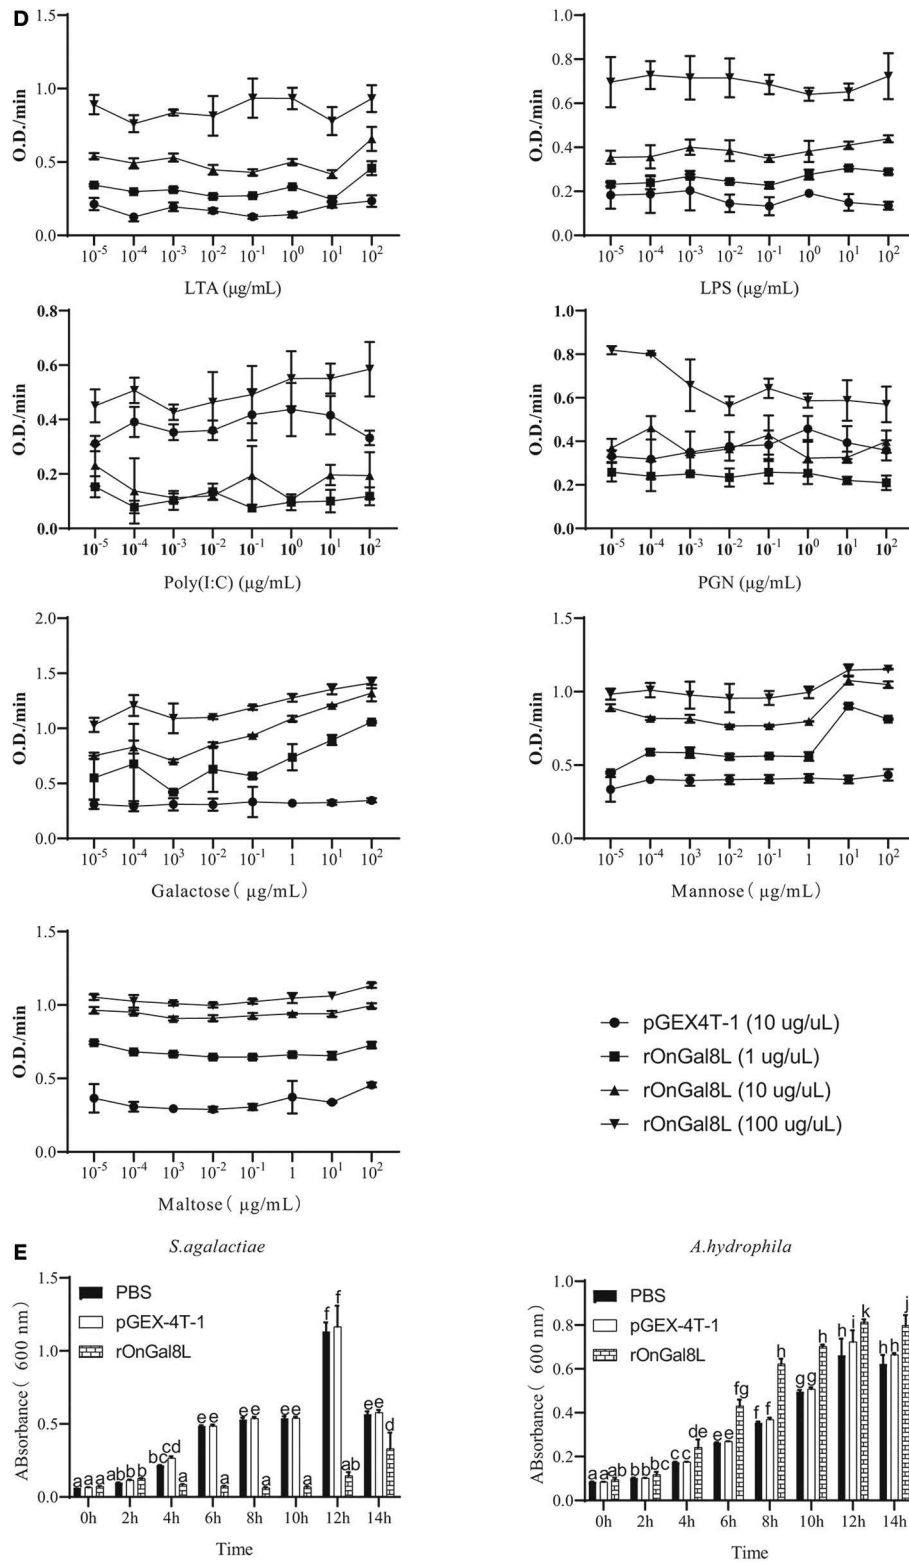 D
1.5
1.0
0.5
0.0
O.D./min
10-5 10-4 10-3 10-2 10-1 100 101 102
LTA (μg/mL)
1.0
0.8
0.6
0.4
0.2
0.0
O.D./min
10-5 10-4 10-3 10-2 10-1 100 101 102
LPS (μg/mL)
0.8
0.6
0.4
0.2
0.0
O.D./min
10-5 10-4 10-3 10-2 10-1 100 101 102
Poly(I:C) (μg/mL)
1.0
0.8
0.6
0.4
0.2
0.0
O.D./min
10-5 10-4 10-3 10-2 10-1 100 101 102
PGN (μg/mL)
2.0
1.5
1.0
0.5
0.0
O.D./min
10-5 10-4 103 10-2 10-1 1 101 102
Galactose( μg/mL)
1.5
1.0
0.5
0.0
O.D./min
10-5 10-4 103 10-2 10-1 1 101 102
Mannose( μg/mL)
1.5
1.0
0.5
0.0
O.D./min
10-5 10-4 103 10-2 10-1 1 101 102
Maltose( μg/mL)
pGEX4T-1 (10 ug/uL)
rOnGal8L (1 ug/uL)
rOnGal8L (10 ug/uL)
rOnGal8L (100 ug/uL)
E
S.agalactiae
1.5
1.0
0.5
0.0
ABsorbance( 600 nm)
PBS
pGEX-4T-1
rOnGal8L
a a a ab b b bc cd a e e a e e a e e a f f ab e e d
0h 2h 4h 6h 8h 10h 12h 14h
Time
A.hydrophila
1.0
0.8
0.6
0.4
0.2
0.0
ABsorbance( 600 nm)
PBS
pGEX-4T-1
rOnGal8L
a a ab b b bc c c de e e fg f f h g g h h i k h h j
0h 2h 4h 6h 8h 10h 12h 14h
Time